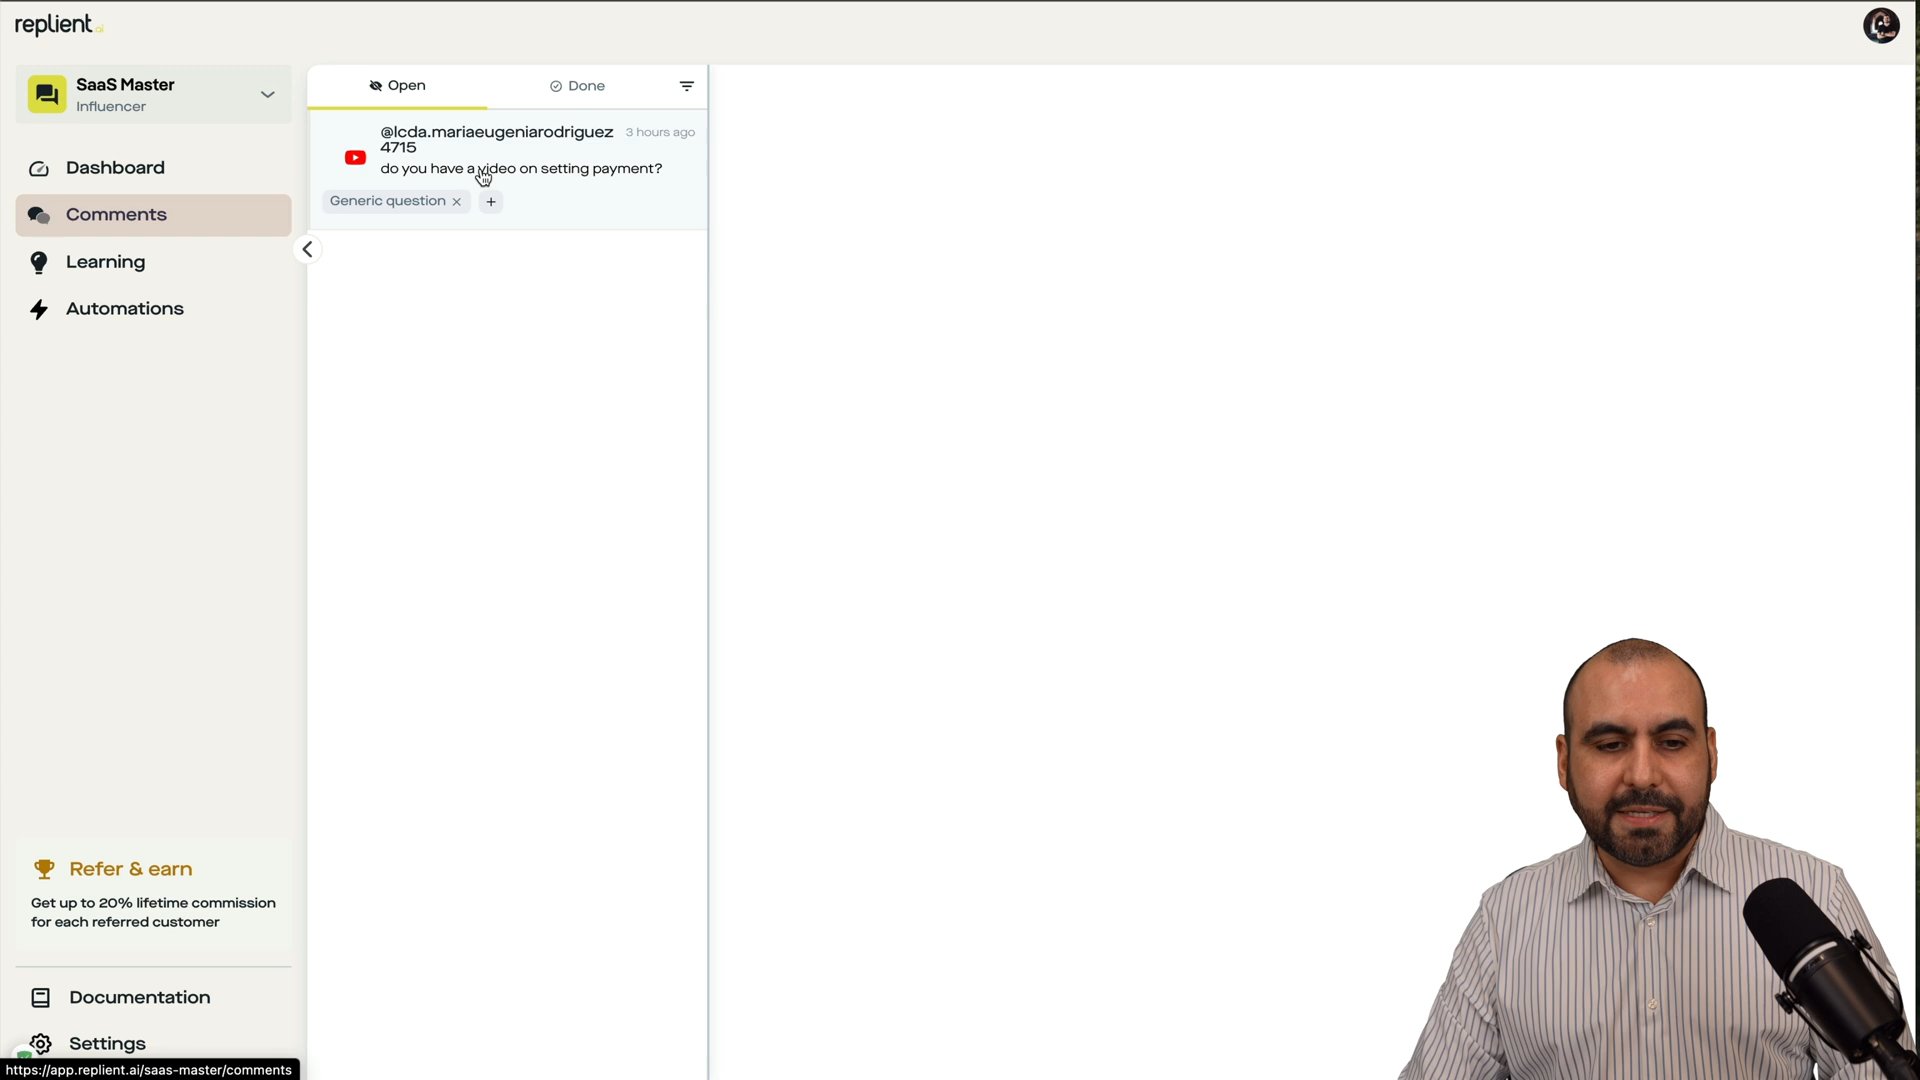 replient.ai
SaaS Master
Influencer
Dashboard
Comments
Learning
Automations
Refer & earn
Get up to 20% lifetime commission
for each referred customer
Documentation
Settings
https://app.replient.ai/saas-master/comments
Open
Done
@lcda.mariaeugeniarodriguez 3 hours ago
4715
do you have a video on setting payment?
Generic question × +